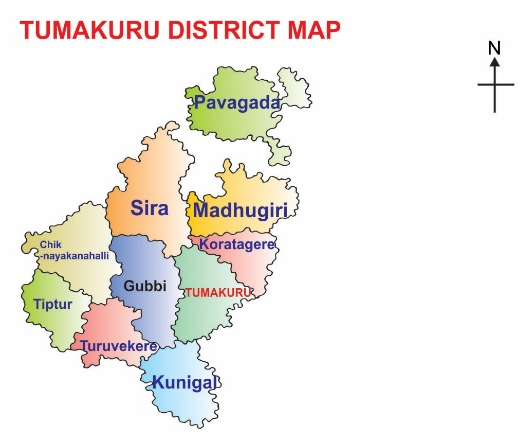 TUMAKURU DISTRICT MAP
N
Pavagada
Sira
Madhugiri
Koratagere
Chik
-nayakanahalli
Gubbi
TUMAKURU
Tiptur
Turuvekere
Kunigal